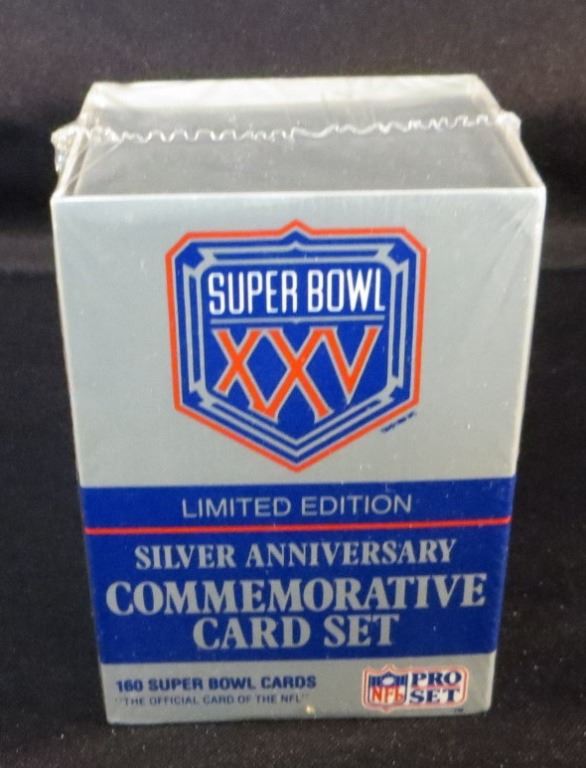 SUPER BOWL
XXV
LIMITED EDITION
SILVER ANNIVERSARY
COMMEMORATIVE
CARD SET
160 SUPER BOWL CARDS
"THE OFFICIAL CARD OF THE NFL"
NFL PRO SET
TM